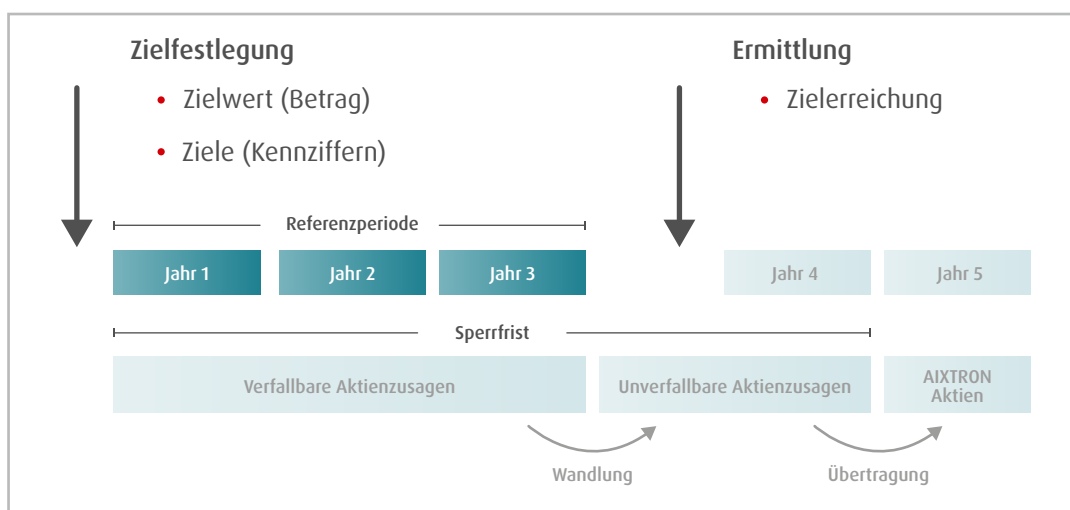 Zielfestlegung
• Zielwert (Betrag)
• Ziele (Kennziffern)
Ermittlung
• Zielerreichung
Referenzperiode
Jahr 1
Jahr 2
Jahr 3
Jahr 4
Jahr 5
Sperrfrist
Verfallbare Aktienzusagen
Unverfallbare Aktienzusagen
AIXTRON
Aktien
Wandlung
Übertragung